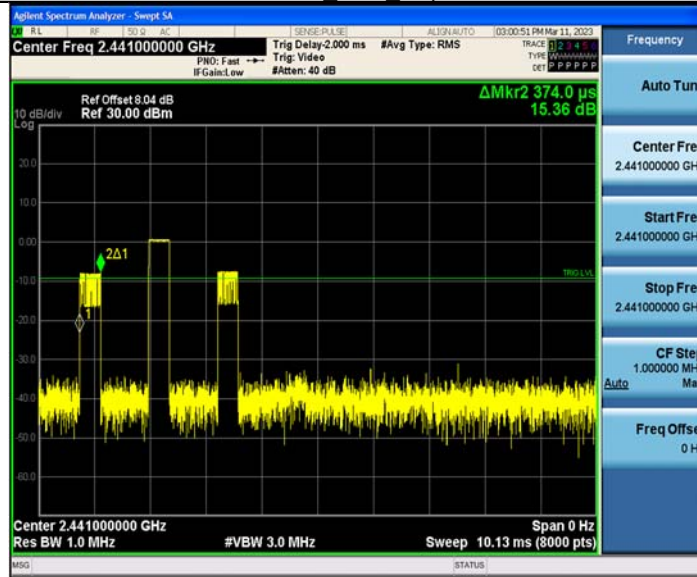 Agilent Spectrum Analyzer - Swept SA
RL RF 50 Ω AC SENSE:PULSE ALIGN AUTO 03:00:51 PM Mar 11, 2023
Center Freq 2.441000000 GHz
PNO: Fast
IFGain:Low
Trig Delay-2.000 ms
Trig: Video
#Atten: 40 dB
#Avg Type: RMS
TRACE 1 2 3 4 5 6
TYPE
DET P P P P P P
ΔMkr2 374.0 µs
15.36 dB
Ref Offset 8.04 dB
10 dB/div Ref 30.00 dBm
Log
20.0
10.0
0.00
2Δ1
TRIG LVL
-10.0
1
-20.0
-30.0
-40.0
-50.0
-60.0
Center 2.441000000 GHz Span 0 Hz
Res BW 1.0 MHz #VBW 3.0 MHz Sweep 10.13 ms (8000 pts)
MSG STATUS
Frequency
Auto Tun
Center Fre
2.441000000 GH
Start Fre
2.441000000 GH
Stop Fre
2.441000000 GH
CF Ste
1.000000 MH
Auto Ma
Freq Offse
0 H